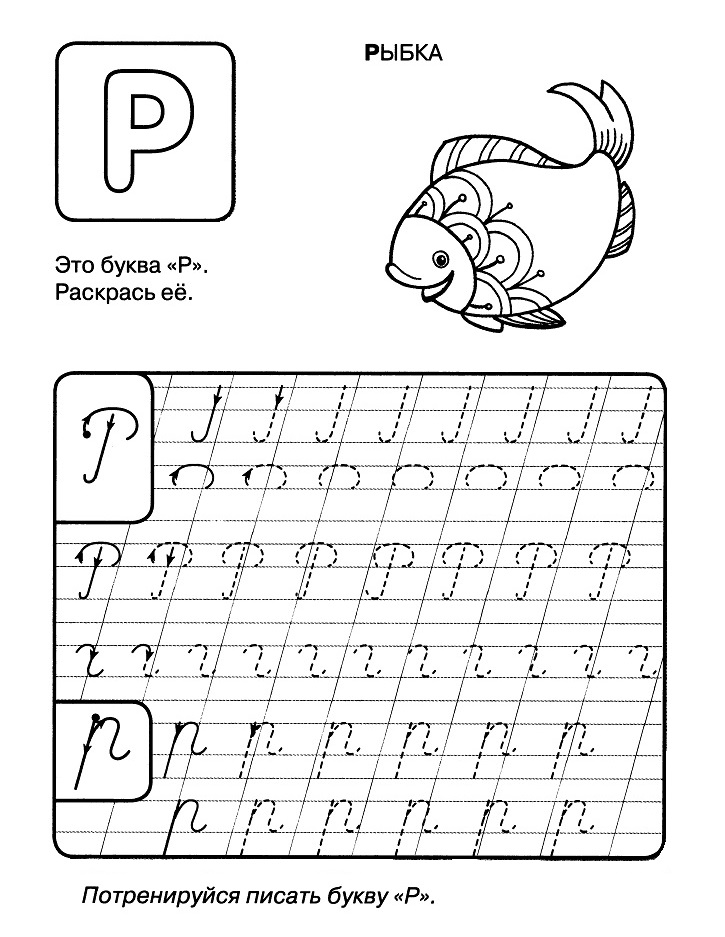 Р
РЫБКА
Это буква «Р».
Раскрась её.
Р
Р Р Р Р Р Р Р Р
р
р р р р р р
р р р р р р
Потренируйся писать букву «Р».